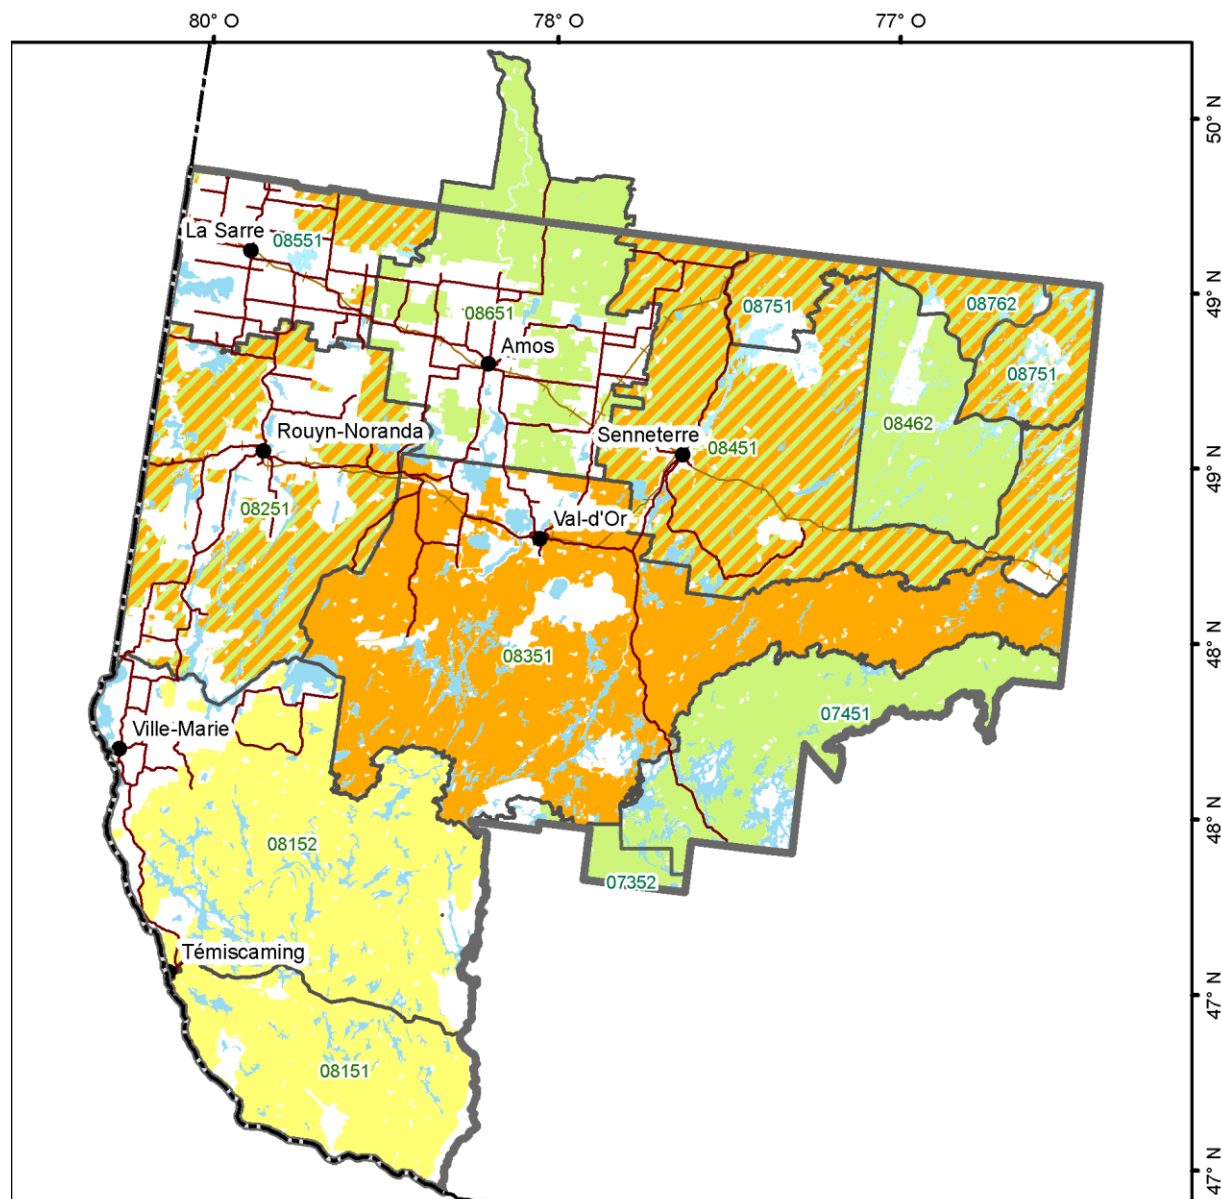 80° O
78° O
77° O
50° N
La Sarre
08551
49° N
08651
08751
08762
Amos
08751
Rouyn-Noranda
08462
Senneterre
08451
49° N
08251
Val-d'Or
48° N
08351
07451
Ville-Marie
48° N
08152
07352
Témiscaming
47° N
08151
47° N